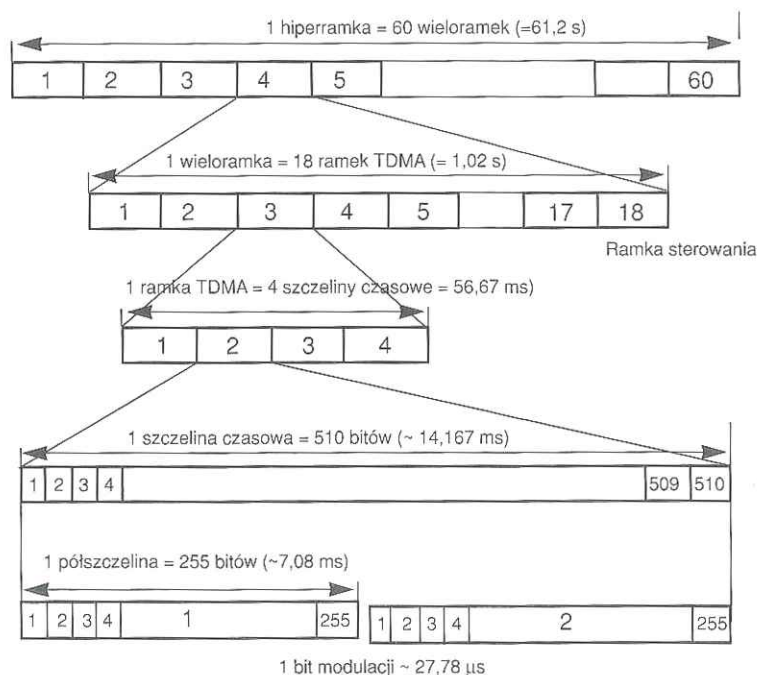 1 hiperramka = 60 wieloramek (=61,2 s)
1 2 3 4 5 60
1 wieloramka = 18 ramek TDMA (= 1,02 s)
1 2 3 4 5 17 18
Ramka sterowania
1 ramka TDMA = 4 szczeliny czasowe = 56,67 ms)
1 2 3 4
1 szczelina czasowa = 510 bitów (~ 14,167 ms)
1 2 3 4 509 510
1 półszczelina = 255 bitów (~7,08 ms)
1 2 3 4 1 255 1 2 3 4 2 255
1 bit modulacji ~ 27,78 μs